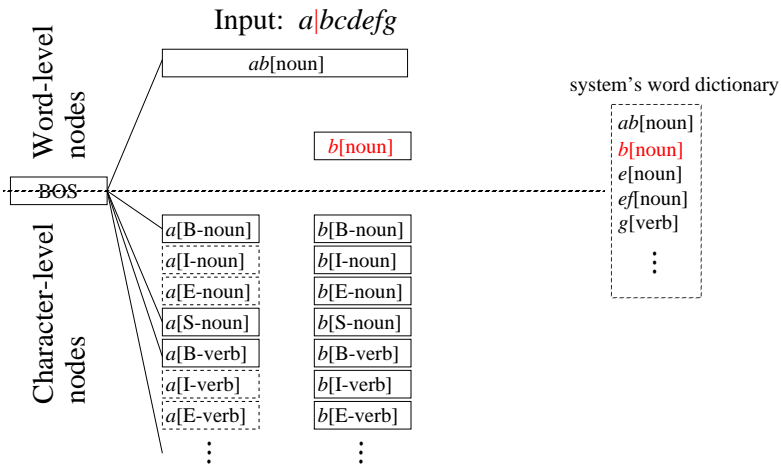 Input: a|bcdefg
Word-level
nodes
ab[noun]
b[noun]
system's word dictionary
ab[noun]
b[noun]
e[noun]
ef[noun]
g[verb]
⋮
BOS
Character-level
nodes
a[B-noun] b[B-noun]
a[I-noun] b[I-noun]
a[E-noun] b[E-noun]
a[S-noun] b[S-noun]
a[B-verb] b[B-verb]
a[I-verb] b[I-verb]
a[E-verb] b[E-verb]
⋮ ⋮